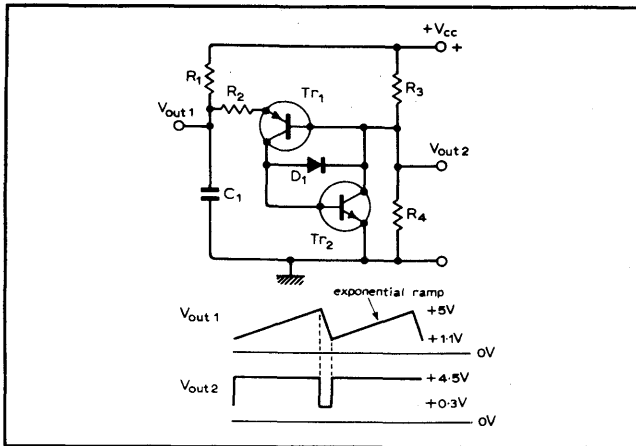 +Vcc
+
R1
R2
Tr1
R3
Vout 1
Vout 2
D1
C1
R4
Tr2
exponential ramp
Vout 1
+5V
+1·1V
0V
Vout 2
+4·5V
+0·3V
0V